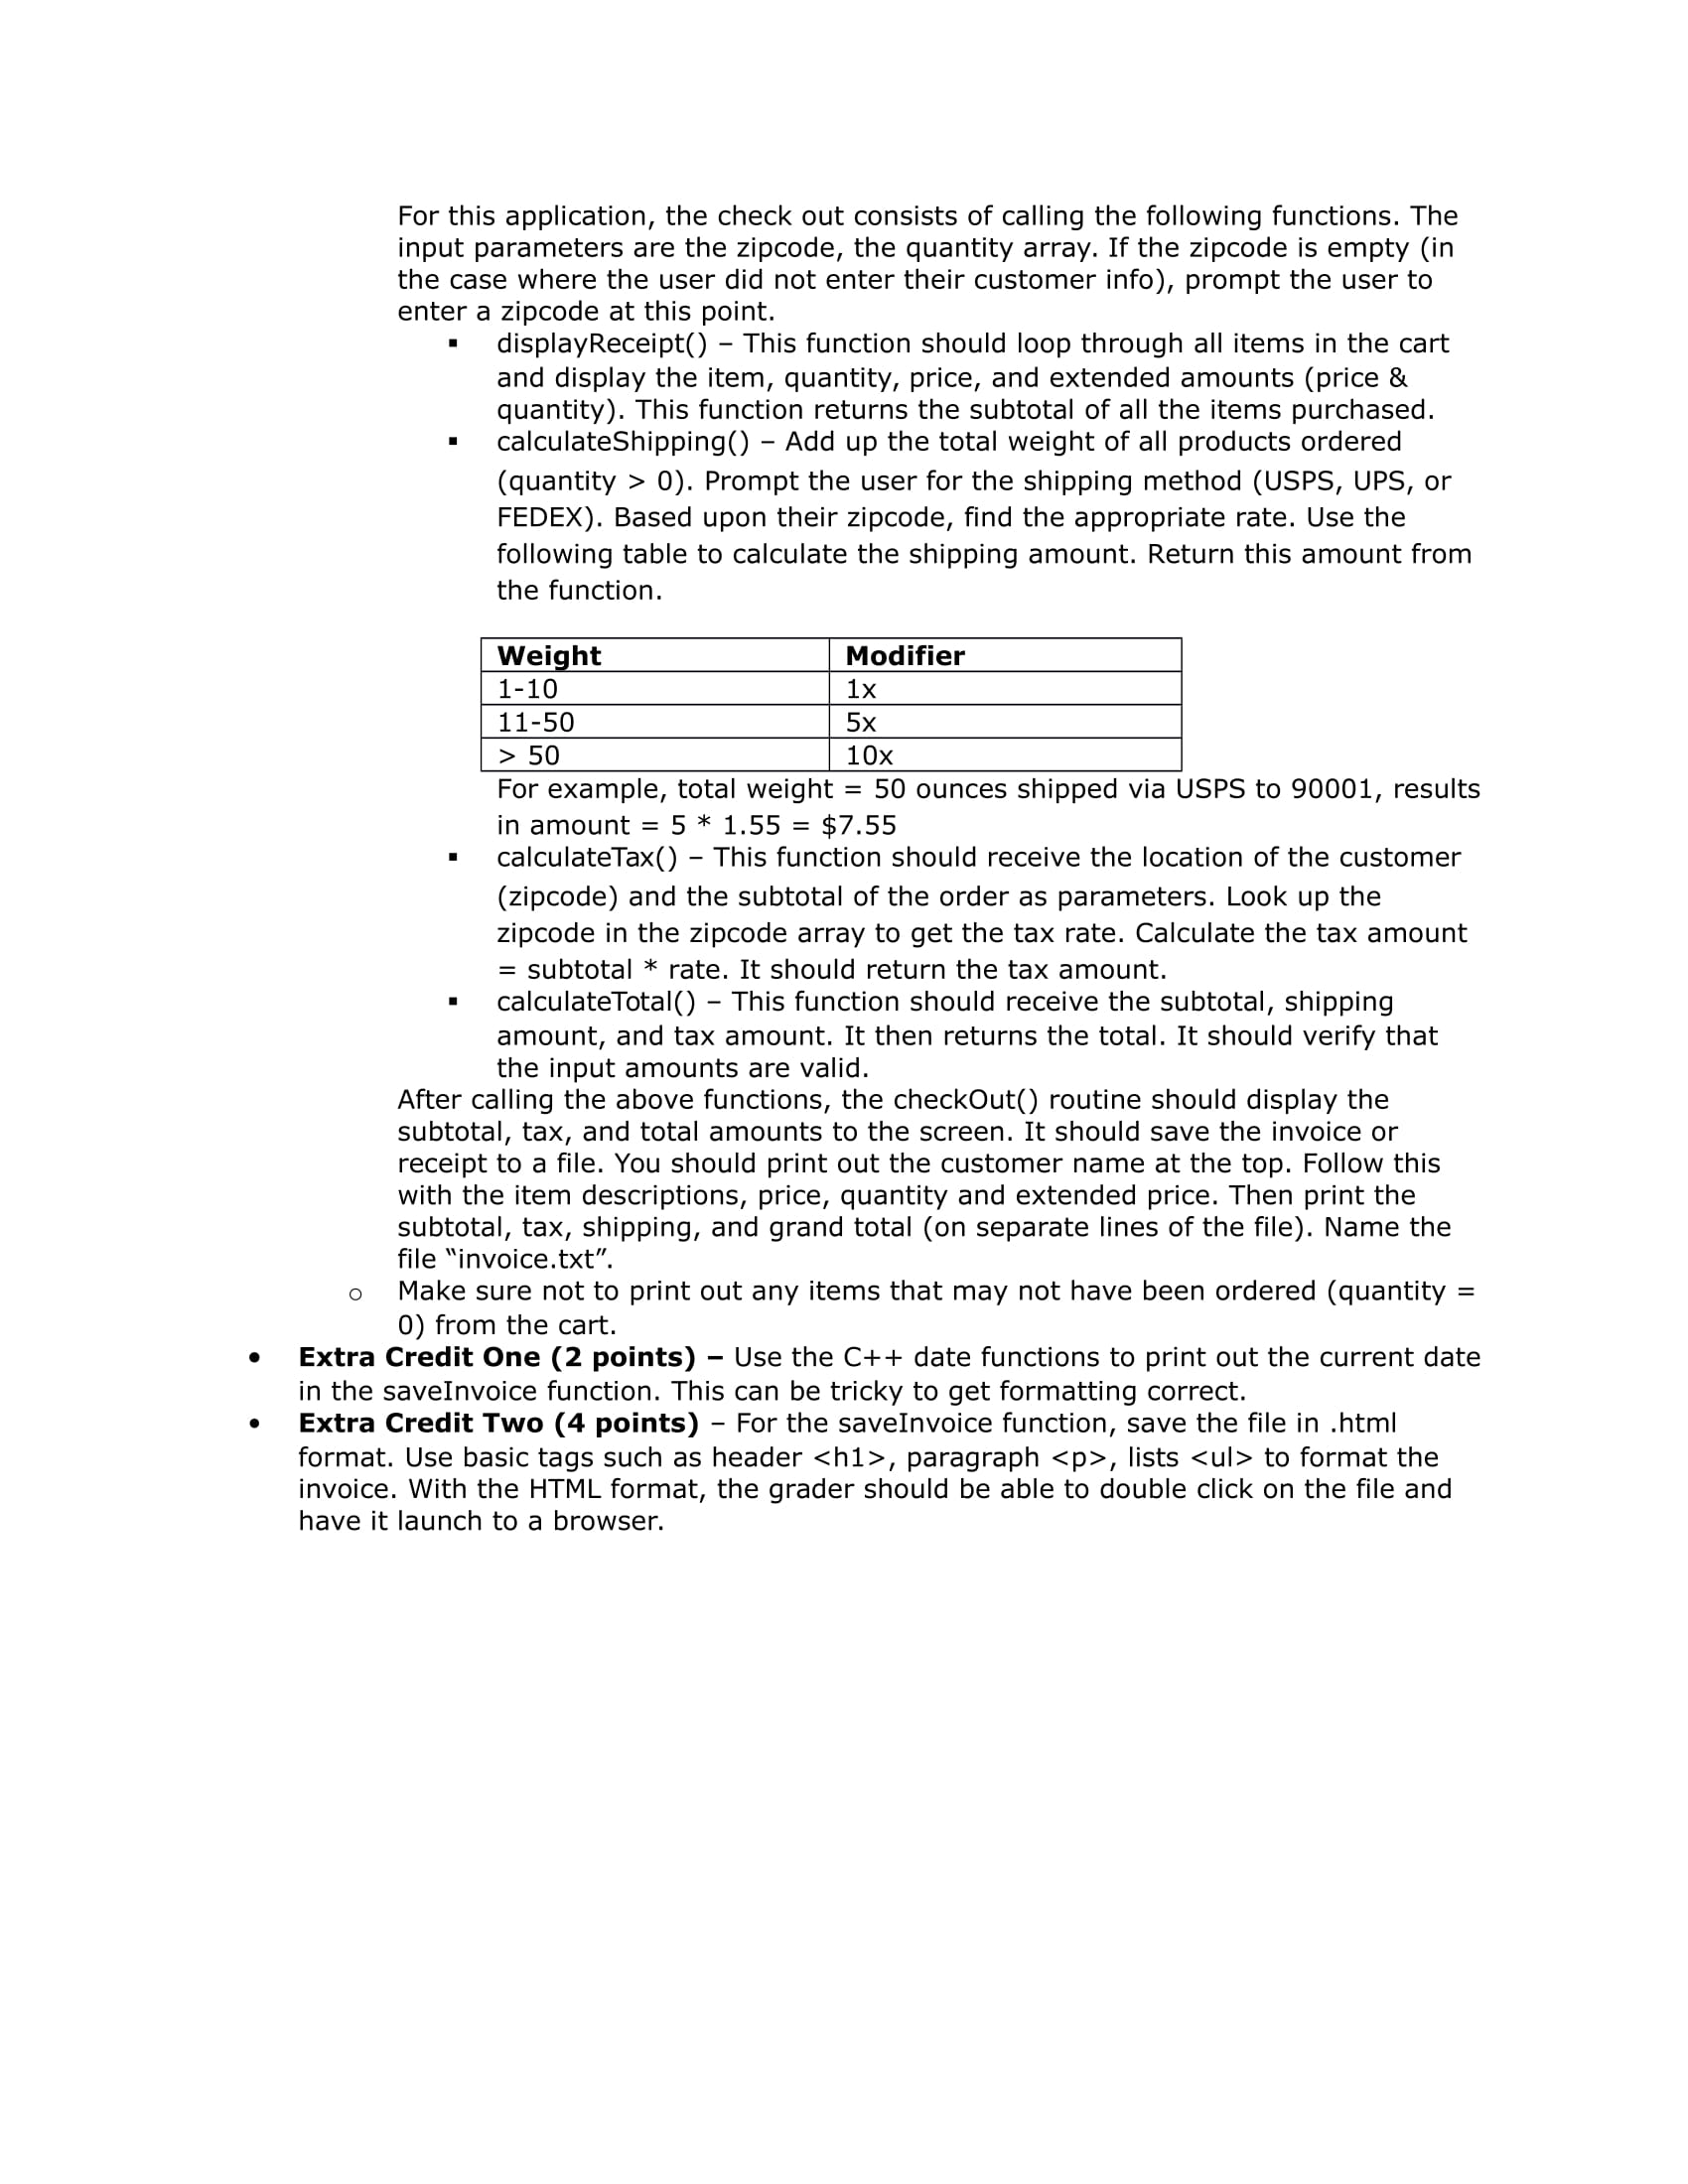 For this application, the check out consists of calling the following functions. The
input parameters are the zipcode, the quantity array. If the zipcode is empty (in
the case where the user did not enter their customer info), prompt the user to
enter a zipcode at this point.
▪ displayReceipt() – This function should loop through all items in the cart
and display the item, quantity, price, and extended amounts (price &
quantity). This function returns the subtotal of all the items purchased.
▪ calculateShipping() – Add up the total weight of all products ordered
(quantity > 0). Prompt the user for the shipping method (USPS, UPS, or
FEDEX). Based upon their zipcode, find the appropriate rate. Use the
following table to calculate the shipping amount. Return this amount from
the function.
Weight Modifier
1-10 1x
11-50 5x
> 50 10x
For example, total weight = 50 ounces shipped via USPS to 90001, results
in amount = 5 * 1.55 = $7.55
▪ calculateTax() – This function should receive the location of the customer
(zipcode) and the subtotal of the order as parameters. Look up the
zipcode in the zipcode array to get the tax rate. Calculate the tax amount
= subtotal * rate. It should return the tax amount.
▪ calculateTotal() – This function should receive the subtotal, shipping
amount, and tax amount. It then returns the total. It should verify that
the input amounts are valid.
After calling the above functions, the checkOut() routine should display the
subtotal, tax, and total amounts to the screen. It should save the invoice or
receipt to a file. You should print out the customer name at the top. Follow this
with the item descriptions, price, quantity and extended price. Then print the
subtotal, tax, shipping, and grand total (on separate lines of the file). Name the
file “invoice.txt”.
o Make sure not to print out any items that may not have been ordered (quantity =
0) from the cart.
• Extra Credit One (2 points) – Use the C++ date functions to print out the current date
in the saveInvoice function. This can be tricky to get formatting correct.
• Extra Credit Two (4 points) – For the saveInvoice function, save the file in .html
format. Use basic tags such as header <h1>, paragraph <p>, lists <ul> to format the
invoice. With the HTML format, the grader should be able to double click on the file and
have it launch to a browser.